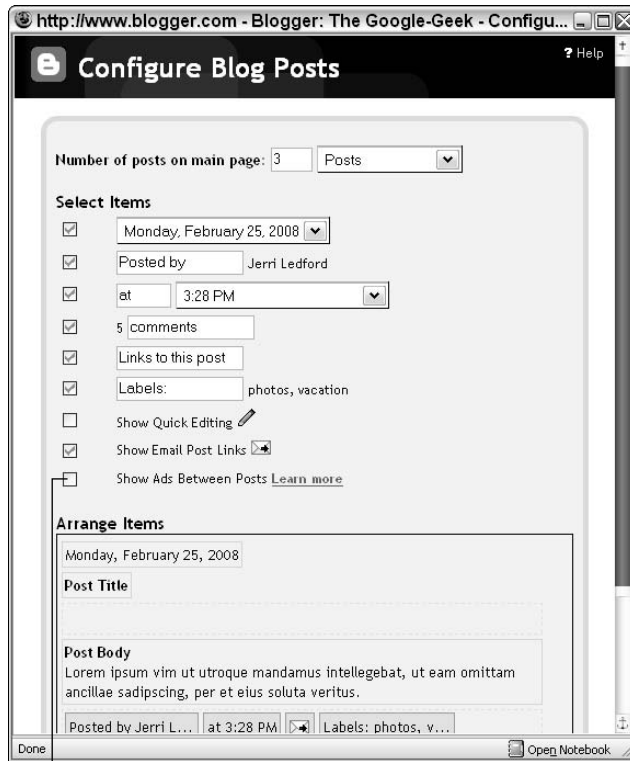 http://www.blogger.com - Blogger: The Google-Geek - Configu...
Configure Blog Posts
? Help
Number of posts on main page: 3 Posts
Select Items
Monday, February 25, 2008
Posted by Jerri Ledford
at 3:28 PM
5 comments
Links to this post
Labels: photos, vacation
Show Quick Editing
Show Email Post Links
Show Ads Between Posts Learn more
Arrange Items
Monday, February 25, 2008
Post Title
Post Body
Lorem ipsum vim ut utroque mandamus intellegebat, ut eam omittam
ancillae sadipscing, per et eius soluta veritus.
Posted by Jerri L... at 3:28 PM Labels: photos, v...
Done Open Notebook